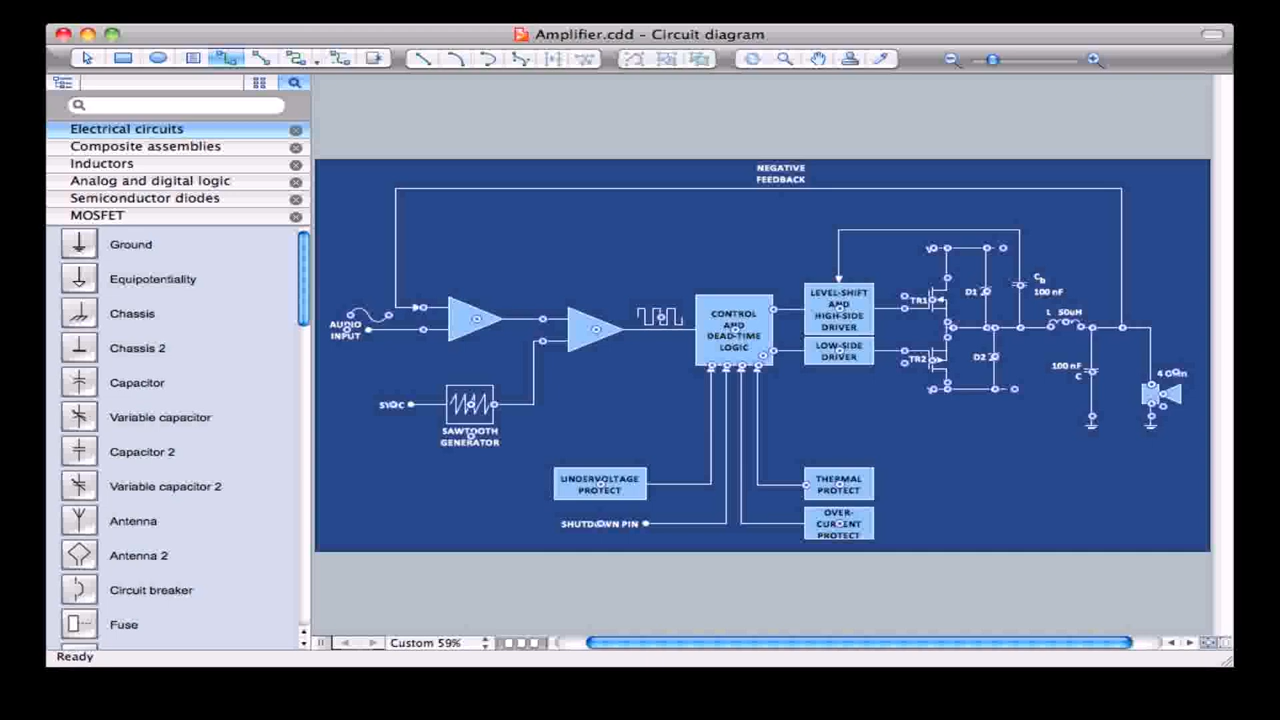 Amplifier.cdd - Circuit diagram
Electrical circuits
Composite assemblies
Inductors
Analog and digital logic
Semiconductor diodes
MOSFET
Ground
Equipotentiality
Chassis
Chassis 2
Capacitor
Variable capacitor
Capacitor 2
Variable capacitor 2
Antenna
Antenna 2
Circuit breaker
Fuse
NEGATIVE
FEEDBACK
AUDIO
INPUT
SAWTOOTH
GENERATOR
CONTROL
AND
DEAD-TIME
LOGIC
LEVEL-SHIFT
AND
HIGH-SIDE
DRIVER
LOW-SIDE
DRIVER
TR1
TR2
D1
D2
Cb
100 nF
L 50uH
100 nF
C
UNDERVOLTAGE
PROTECT
SHUTDOWN PIN
THERMAL
PROTECT
OVER-
CURRENT
PROTECT
Custom 59%
Ready